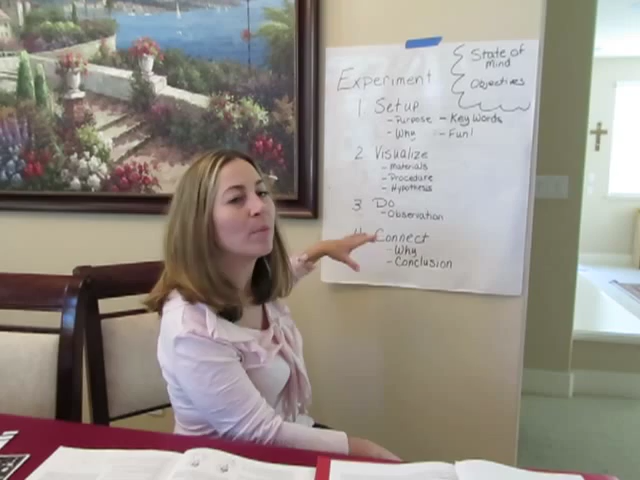 Experiment
State of
Mind
Objectives
1. Setup
- Purpose - Key Words
- Why - Fun!
2. Visualize
- Materials
- Procedure
- Hypothesis
3. Do
- Observation
Connect
- Why
- Conclusion